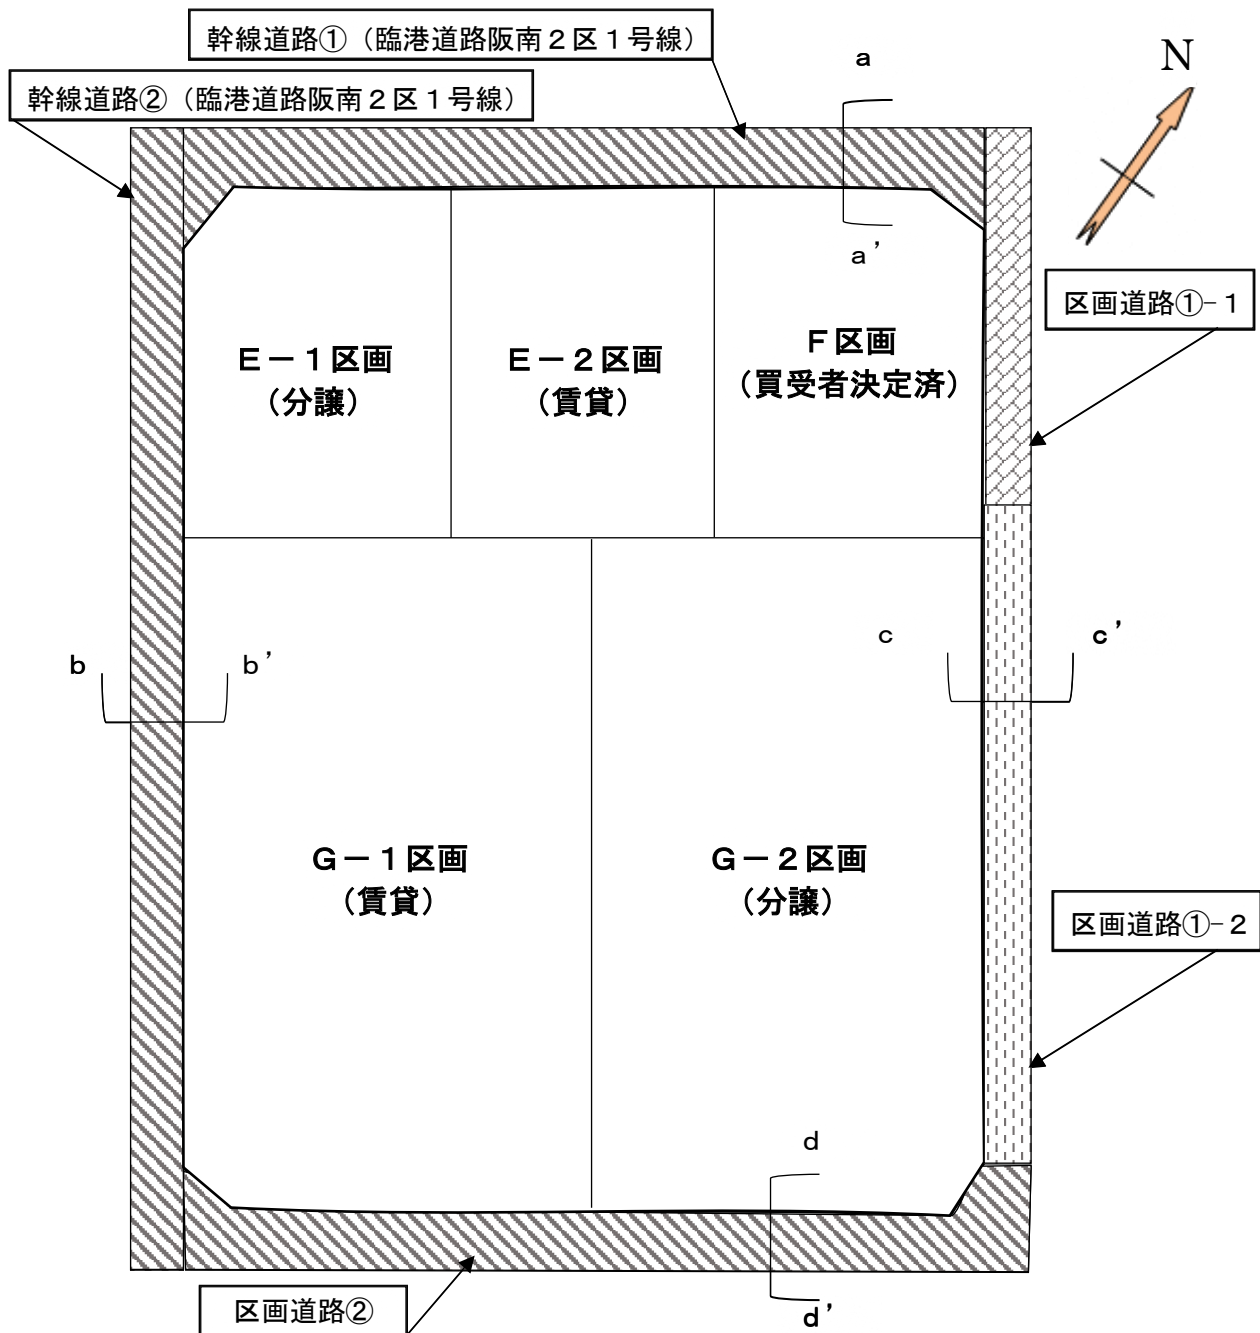 幹線道路①（臨港道路阪南２区１号線）
a
N
幹線道路②（臨港道路阪南２区１号線）
a’
区画道路①-１
Ｅ－１区画
（分譲）
Ｅ－２区画
（賃貸）
Ｆ区画
（買受者決定済）
b
b’
c
c’
Ｇ－１区画
（賃貸）
Ｇ－２区画
（分譲）
区画道路①-２
d
区画道路②
d’